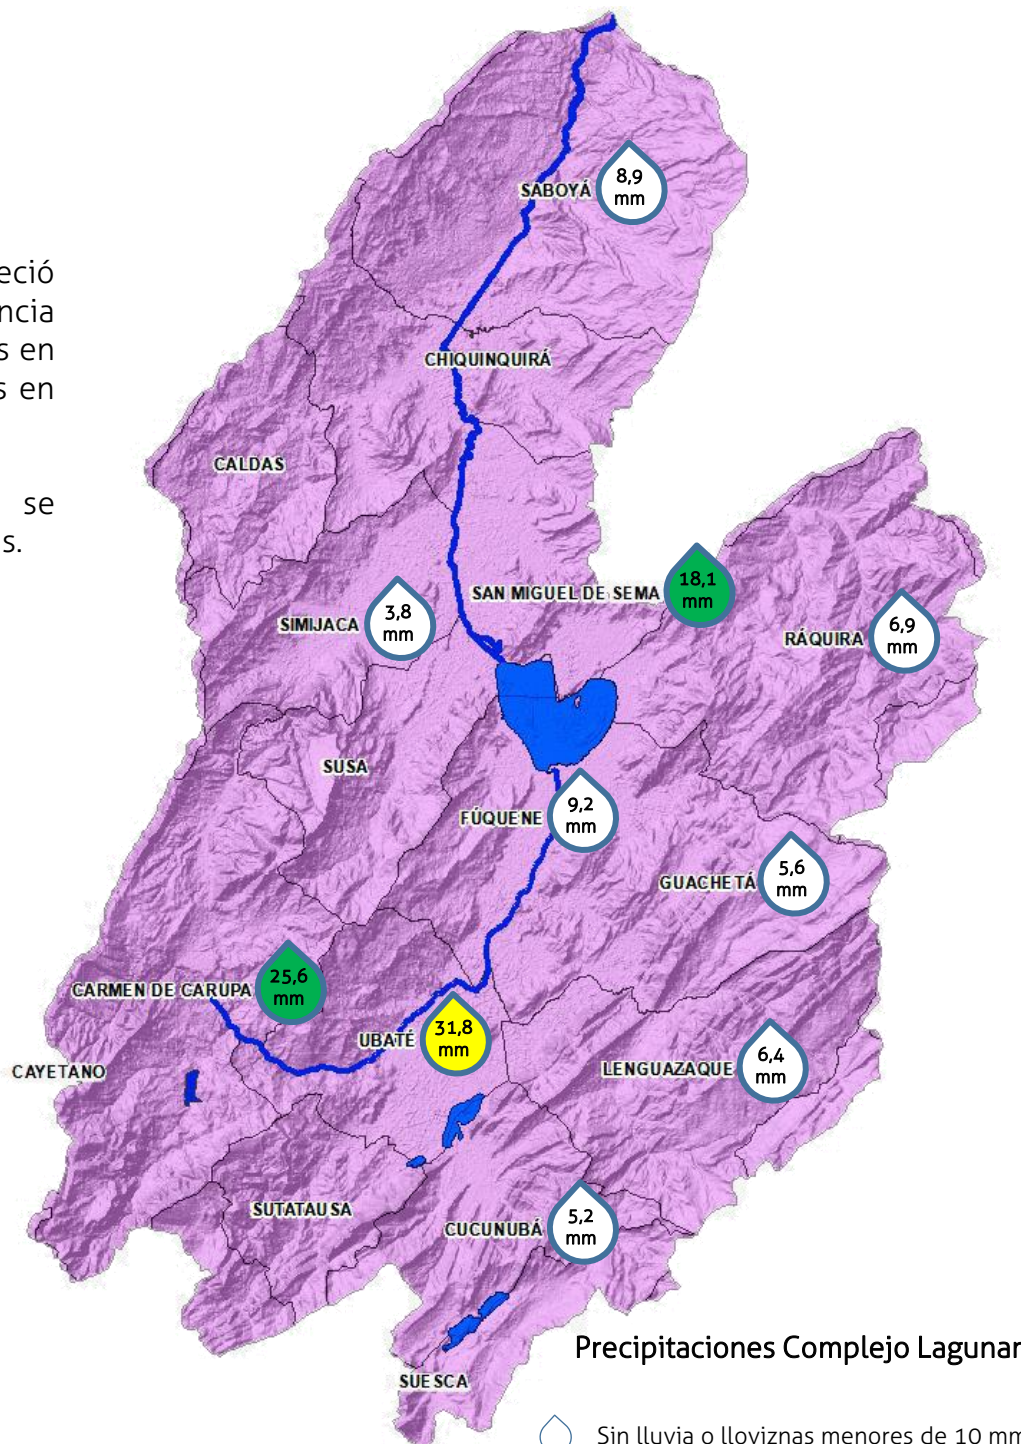 eció
ncia
s en
s en
se
s.
SABOYÁ
8,9
mm
CHIQUINQUIRÁ
CALDAS
SAN MIGUEL DE SEMA
18,1
mm
SIMIJACA
3,8
mm
RÁQUIRA
6,9
mm
SUSA
FÚQUENE
9,2
mm
GUACHETÁ
5,6
mm
CARMEN DE CARUPA
25,6
mm
UBATÉ
31,8
mm
CAYETANO
LENGUAZAQUE
6,4
mm
SUTATAUSA
CUCUNUBÁ
5,2
mm
Precipitaciones Complejo Lagunar
SUESCA
Sin lluvia o lloviznas menores de 10 mm